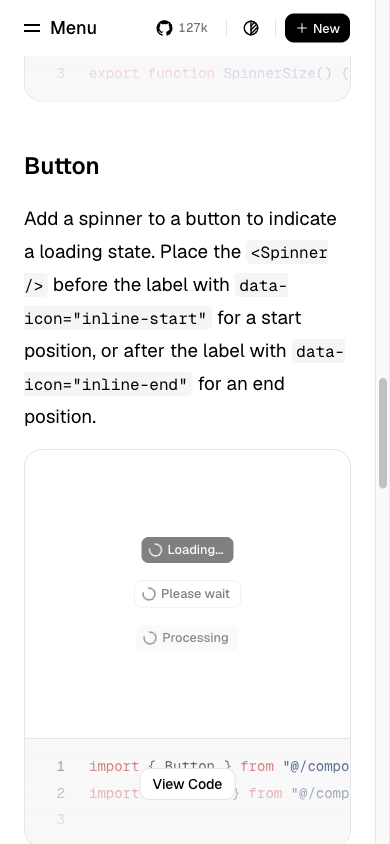 Menu
127k
+ New
3 export function SpinnerSize() {
Button
Add a spinner to a button to indicate
a loading state. Place the <Spinner
/> before the label with data-
icon="inline-start" for a start
position, or after the label with data-
icon="inline-end" for an end
position.
Loading...
Please wait
Processing
1 import { Button } from "@/compo
2 import } from "@/compo
View Code
3